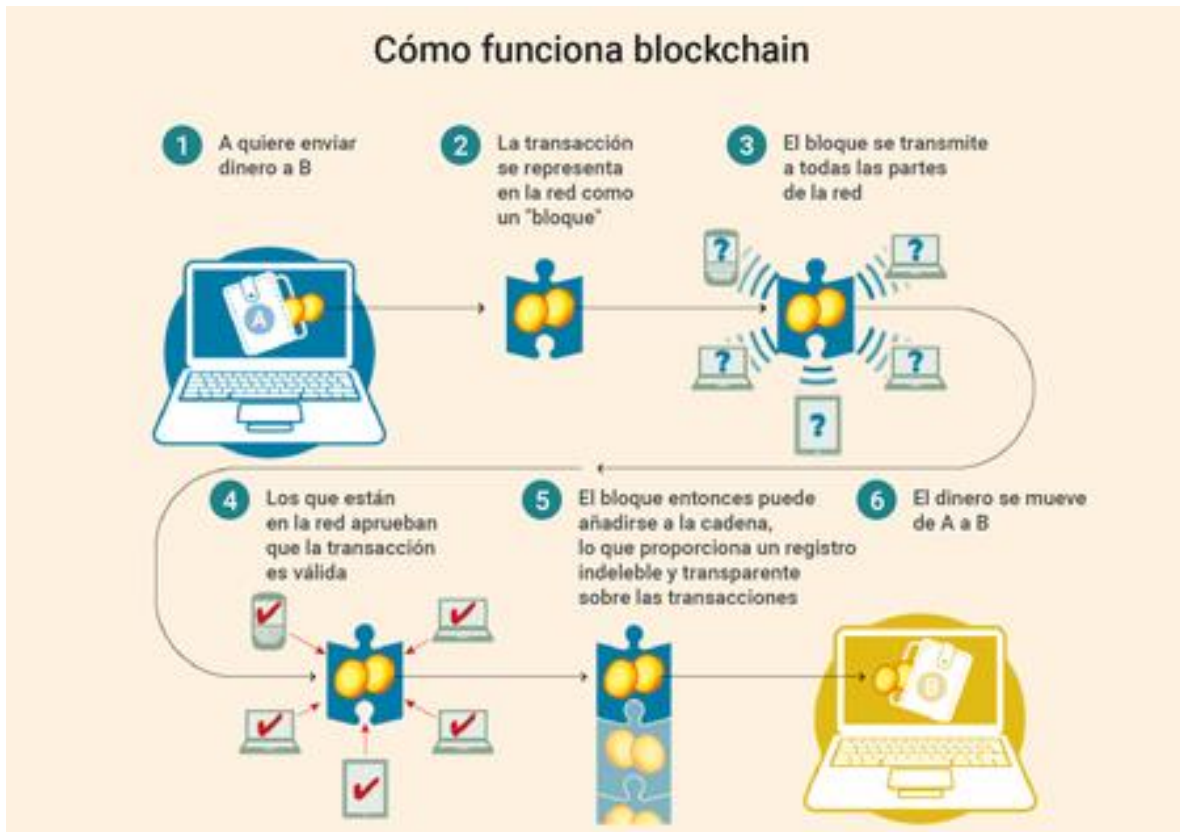 Cómo funciona blockchain
1 A quiere enviar
dinero a B
2 La transacción
se representa
en la red como
un "bloque"
3 El bloque se transmite
a todas las partes
de la red
A
?
?
?
?
?
4 Los que están
en la red aprueban
que la transacción
es válida
5 El bloque entonces puede
añadirse a la cadena,
lo que proporciona un registro
indeleble y transparente
sobre las transacciones
6 El dinero se mueve
de A a B
B